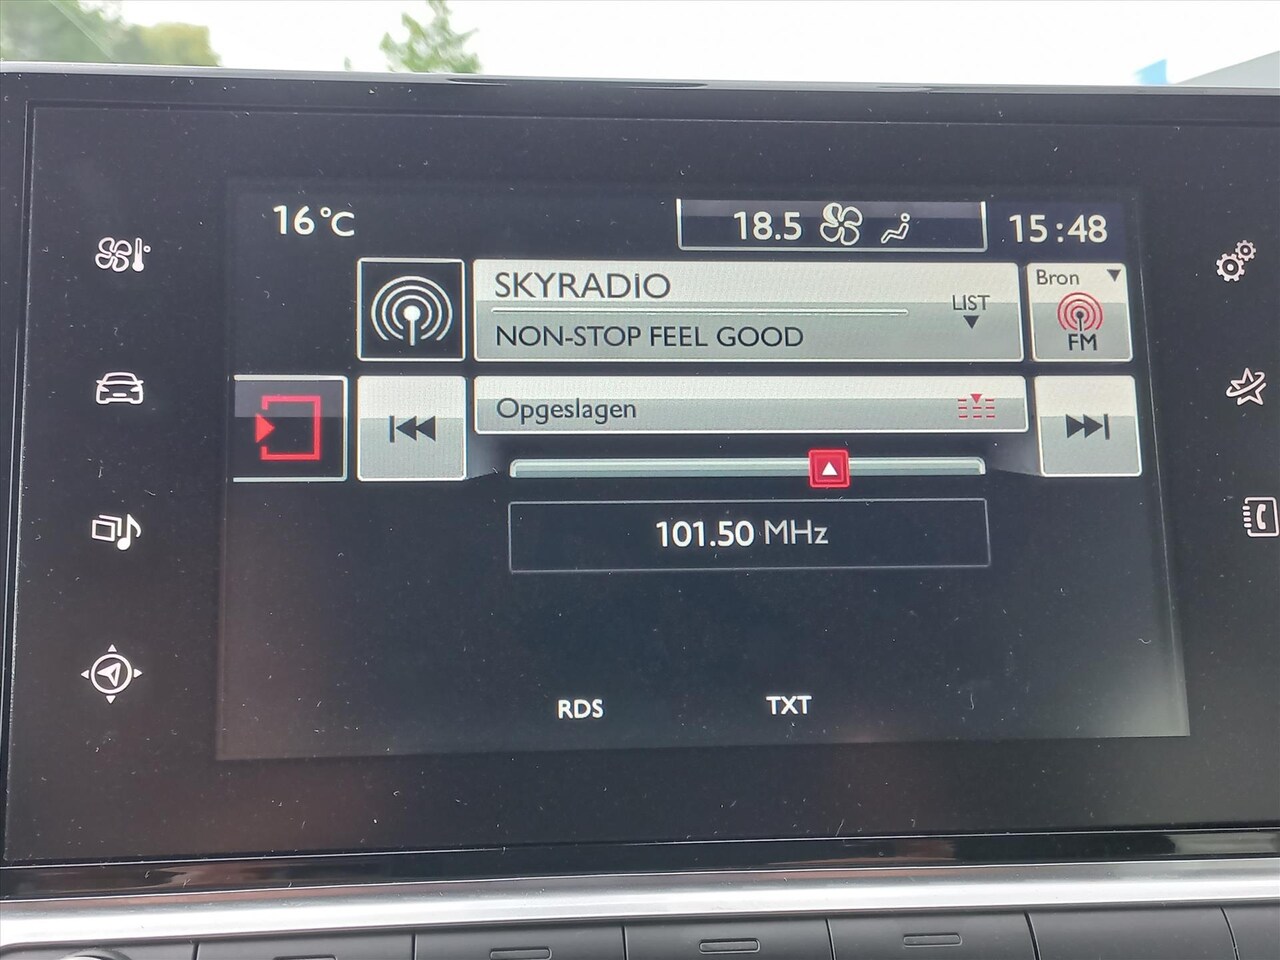 16°C
18.5
15:48
SKYRADiO
LIST
Bron
NON-STOP FEEL GOOD
FM
Opgeslagen
101.50 MHz
RDS
TXT